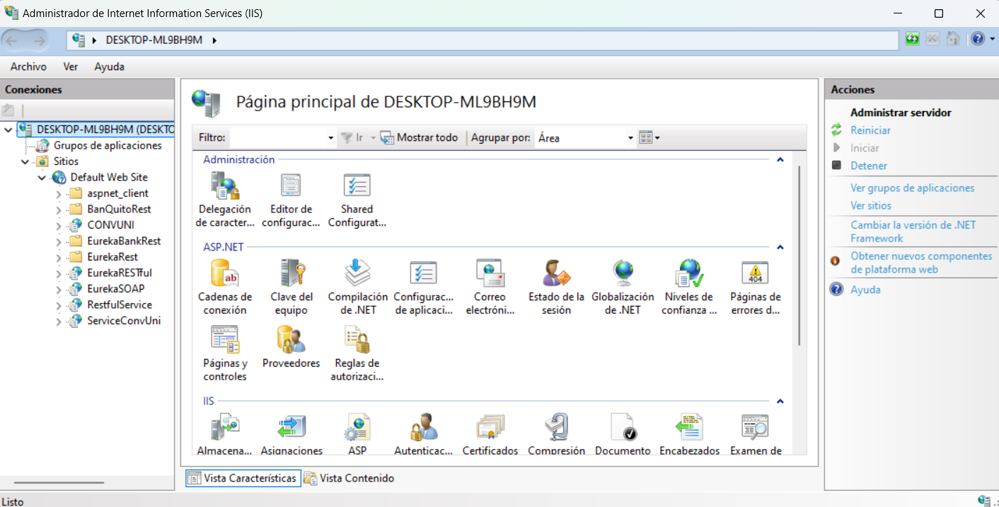 Administrador de Internet Information Services (IIS)
DESKTOP-ML9BH9M
Archivo Ver Ayuda
Conexiones
DESKTOP-ML9BH9M (DESKTO
Grupos de aplicaciones
Sitios
Default Web Site
aspnet_client
BanQuitoRest
CONVUNI
EurekaBankRest
EurekaRest
EurekaRESTful
EurekaSOAP
RestfulService
ServiceConvUni
Página principal de DESKTOP-ML9BH9M
Filtro: Ir Mostrar todo Agrupar por: Área
Administración
Delegación de caracter...
Editor de configurac...
Shared Configurat...
ASP.NET
Cadenas de conexión
Clave del equipo
Compilación de .NET
Configurac... de aplicaci...
Correo electróni...
Estado de la sesión
Globalización de .NET
Niveles de confianza ...
Páginas de errores d...
Páginas y controles
Proveedores
Reglas de autorizaci...
IIS
Almacena...
Asignaciones
ASP
Autenticac...
Certificados
Compresión
Documento
Encabezados
Examen de
Vista Características Vista Contenido
Acciones
Administrar servidor
Reiniciar
Iniciar
Detener
Ver grupos de aplicaciones
Ver sitios
Cambiar la versión de .NET
Framework
Obtener nuevos componentes
de plataforma web
Ayuda
Listo